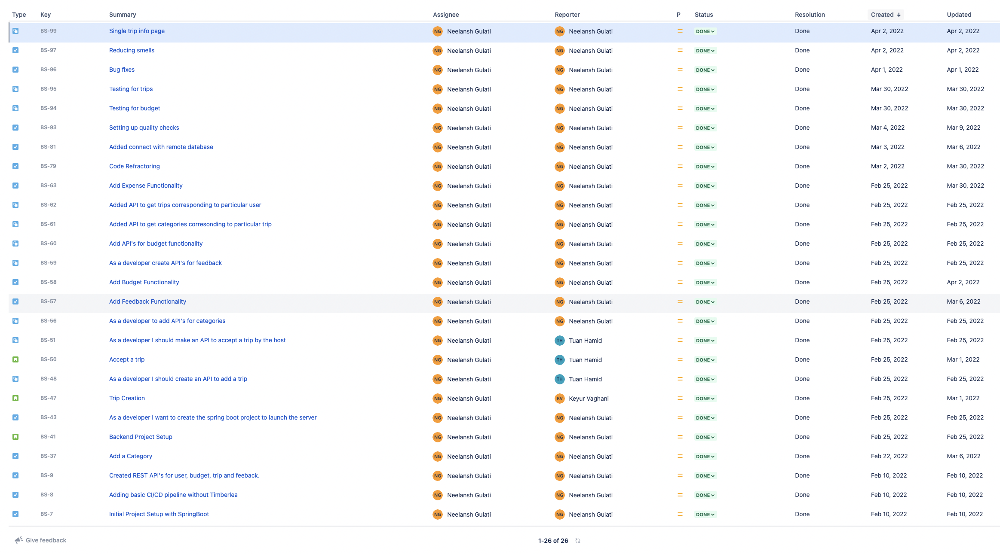 Type Key Summary Assignee Reporter P Status Resolution Created ↓ Updated
BS-99 Single trip info page NG Neelansh Gulati NG Neelansh Gulati DONE Done Apr 2, 2022 Apr 2, 2022
BS-97 Reducing smells NG Neelansh Gulati NG Neelansh Gulati DONE Done Apr 2, 2022 Apr 2, 2022
BS-96 Bug fixes NG Neelansh Gulati NG Neelansh Gulati DONE Done Apr 1, 2022 Apr 1, 2022
BS-95 Testing for trips NG Neelansh Gulati NG Neelansh Gulati DONE Done Mar 30, 2022 Mar 30, 2022
BS-94 Testing for budget NG Neelansh Gulati NG Neelansh Gulati DONE Done Mar 30, 2022 Mar 30, 2022
BS-93 Setting up quality checks NG Neelansh Gulati NG Neelansh Gulati DONE Done Mar 4, 2022 Mar 9, 2022
BS-81 Added connect with remote database NG Neelansh Gulati NG Neelansh Gulati DONE Done Mar 3, 2022 Mar 6, 2022
BS-79 Code Refractoring NG Neelansh Gulati NG Neelansh Gulati DONE Done Mar 2, 2022 Mar 30, 2022
BS-63 Add Expense Functionality NG Neelansh Gulati NG Neelansh Gulati DONE Done Feb 25, 2022 Mar 30, 2022
BS-62 Added API to get trips corresponding to particular user NG Neelansh Gulati NG Neelansh Gulati DONE Done Feb 25, 2022 Feb 25, 2022
BS-61 Added API to get categories corresonding to particular trip NG Neelansh Gulati NG Neelansh Gulati DONE Done Feb 25, 2022 Feb 25, 2022
BS-60 Add API's for budget functionality NG Neelansh Gulati NG Neelansh Gulati DONE Done Feb 25, 2022 Feb 25, 2022
BS-59 As a developer create API's for feedback NG Neelansh Gulati NG Neelansh Gulati DONE Done Feb 25, 2022 Feb 25, 2022
BS-58 Add Budget Functionality NG Neelansh Gulati NG Neelansh Gulati DONE Done Feb 25, 2022 Apr 2, 2022
BS-57 Add Feedback Functionality NG Neelansh Gulati NG Neelansh Gulati DONE Done Feb 25, 2022 Mar 6, 2022
BS-56 As a developer to add API's for categories NG Neelansh Gulati NG Neelansh Gulati DONE Done Feb 25, 2022 Feb 25, 2022
BS-51 As a developer I should make an API to accept a trip by the host NG Neelansh Gulati TH Tuan Hamid DONE Done Feb 25, 2022 Feb 25, 2022
BS-50 Accept a trip NG Neelansh Gulati TH Tuan Hamid DONE Done Feb 25, 2022 Mar 1, 2022
BS-48 As a developer I should create an API to add a trip NG Neelansh Gulati TH Tuan Hamid DONE Done Feb 25, 2022 Feb 25, 2022
BS-47 Trip Creation NG Neelansh Gulati KV Keyur Vaghani DONE Done Feb 25, 2022 Mar 1, 2022
BS-43 As a developer I want to create the spring boot project to launch the server NG Neelansh Gulati NG Neelansh Gulati DONE Done Feb 25, 2022 Feb 25, 2022
BS-41 Backend Project Setup NG Neelansh Gulati NG Neelansh Gulati DONE Done Feb 25, 2022 Feb 25, 2022
BS-37 Add a Category NG Neelansh Gulati NG Neelansh Gulati DONE Done Feb 22, 2022 Mar 6, 2022
BS-9 Created REST API's for user, budget, trip and feeback. NG Neelansh Gulati NG Neelansh Gulati DONE Done Feb 10, 2022 Feb 10, 2022
BS-8 Adding basic CI/CD pipeline without Timberlea NG Neelansh Gulati NG Neelansh Gulati DONE Done Feb 10, 2022 Feb 10, 2022
BS-7 Initial Project Setup with SpringBoot NG Neelansh Gulati NG Neelansh Gulati DONE Done Feb 10, 2022 Feb 10, 2022
Give feedback 1-26 of 26